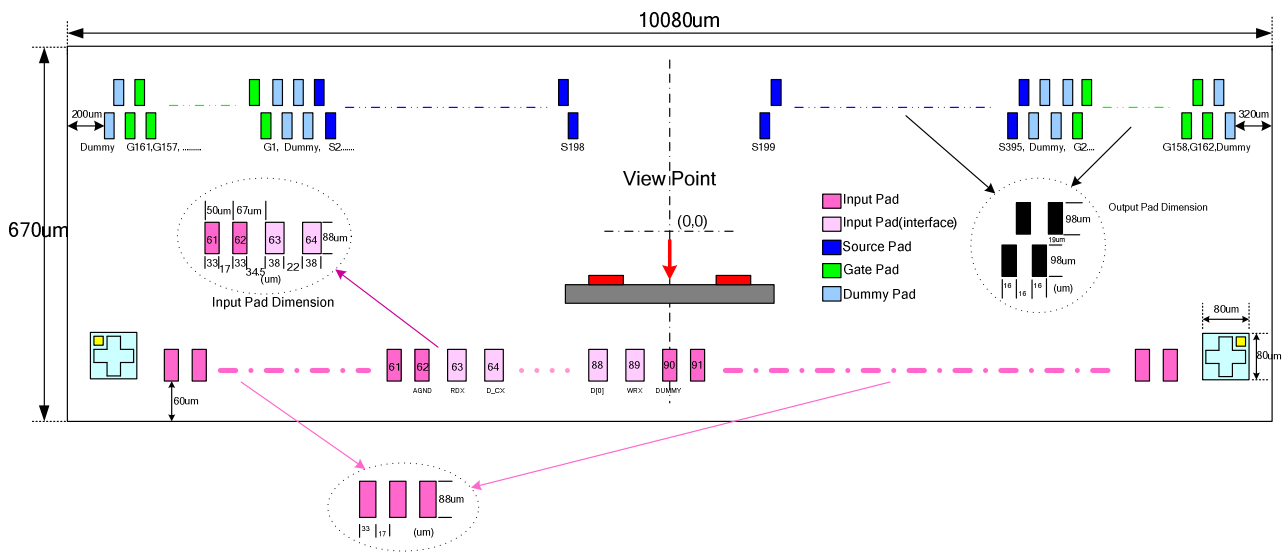 10080um
200um
320um
Dummy G161,G157, ........
G1, Dummy, S2......
S198
S199
S395, Dummy, G2....
G158,G162,Dummy
670um
View Point
(0,0)
Input Pad
Input Pad(interface)
Source Pad
Gate Pad
Dummy Pad
50um 67um
61 62 63 64
88um
33 17 33 34.5 38 22 38
(um)
Input Pad Dimension
Output Pad Dimension
98um
19um
98um
16 16 16 (um)
80um
80um
60um
61 62 63 64 88 89 90 91
AGND RDX D_CX D[0] WRX DUMMY
88um
33 17 (um)